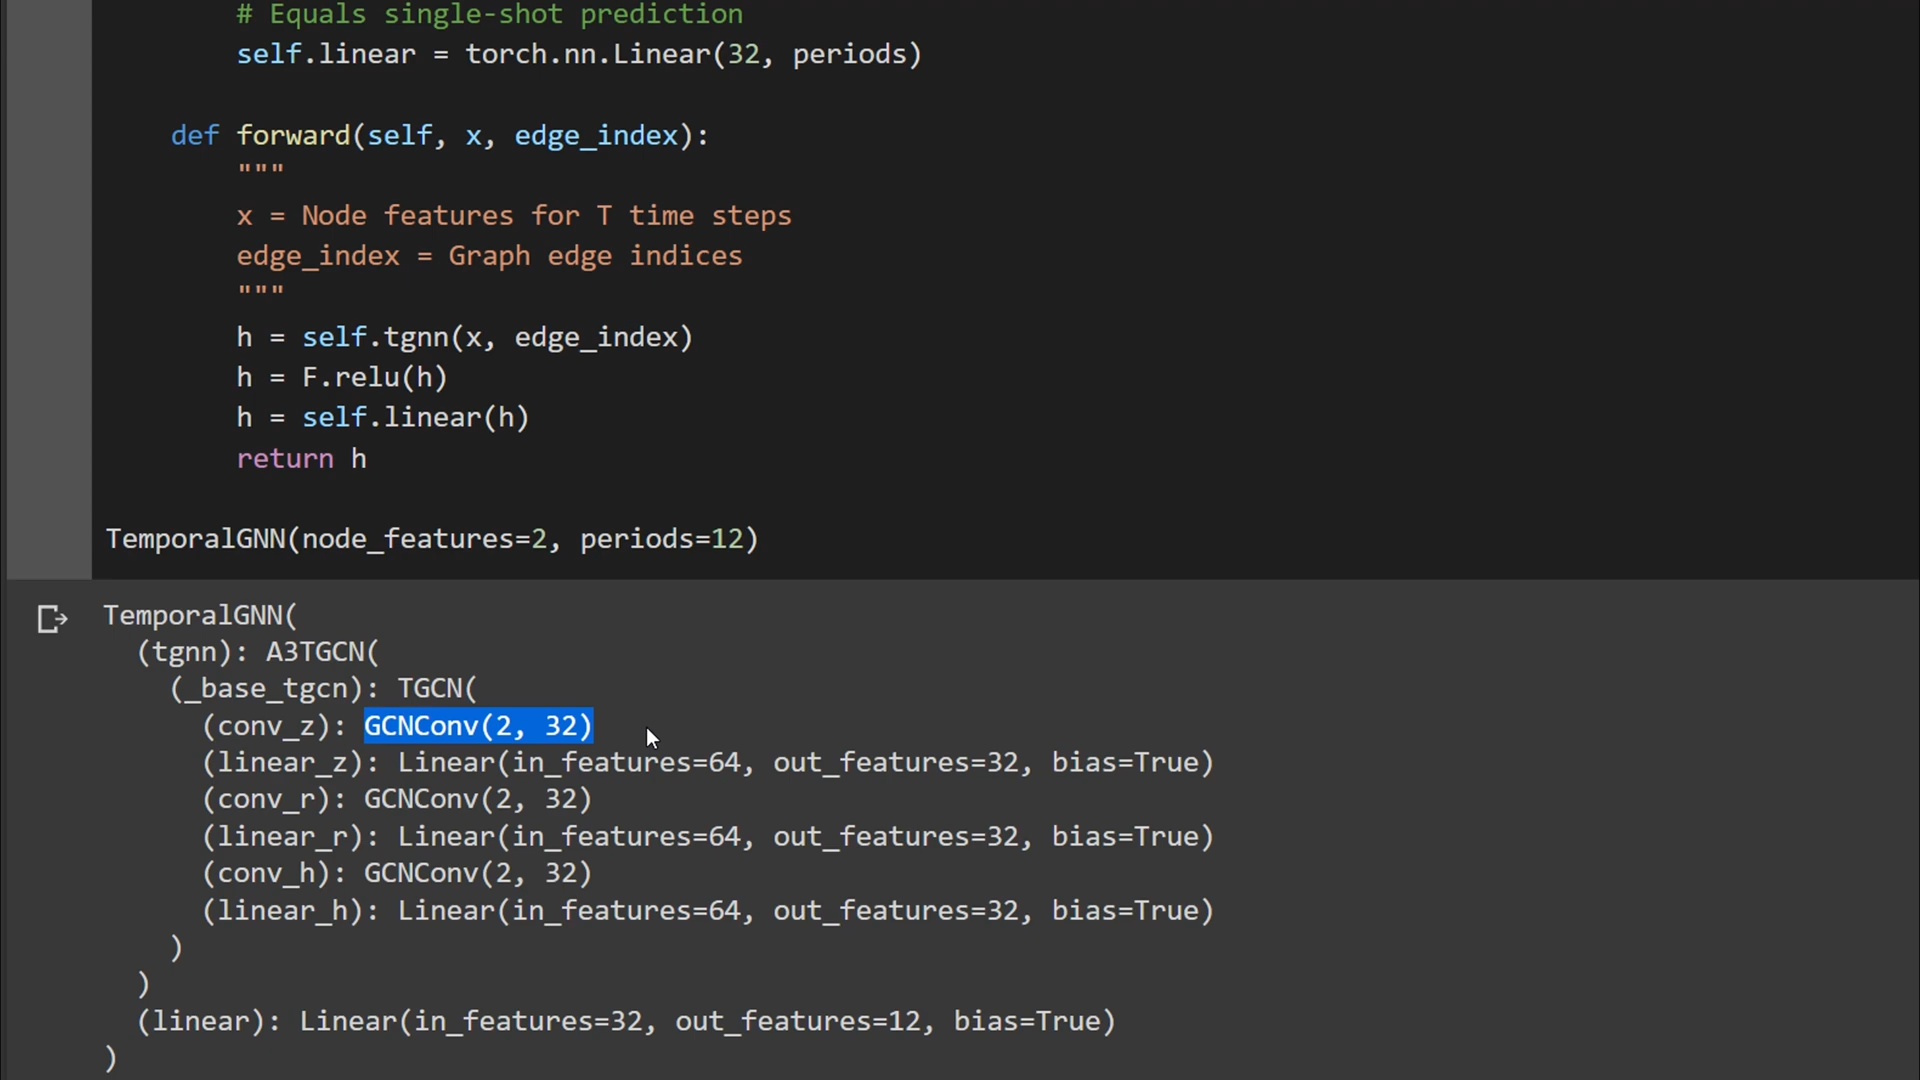 # Equals single-shot prediction
self.linear = torch.nn.Linear(32, periods)
def forward(self, x, edge_index):
"""
x = Node features for T time steps
edge_index = Graph edge indices
"""
h = self.tgnn(x, edge_index)
h = F.relu(h)
h = self.linear(h)
return h
TemporalGNN(node_features=2, periods=12)
TemporalGNN(
(tgnn): A3TGCN(
(_base_tgcn): TGCN(
(conv_z): GCNConv(2, 32)
(linear_z): Linear(in_features=64, out_features=32, bias=True)
(conv_r): GCNConv(2, 32)
(linear_r): Linear(in_features=64, out_features=32, bias=True)
(conv_h): GCNConv(2, 32)
(linear_h): Linear(in_features=64, out_features=32, bias=True)
)
)
(linear): Linear(in_features=32, out_features=12, bias=True)
)